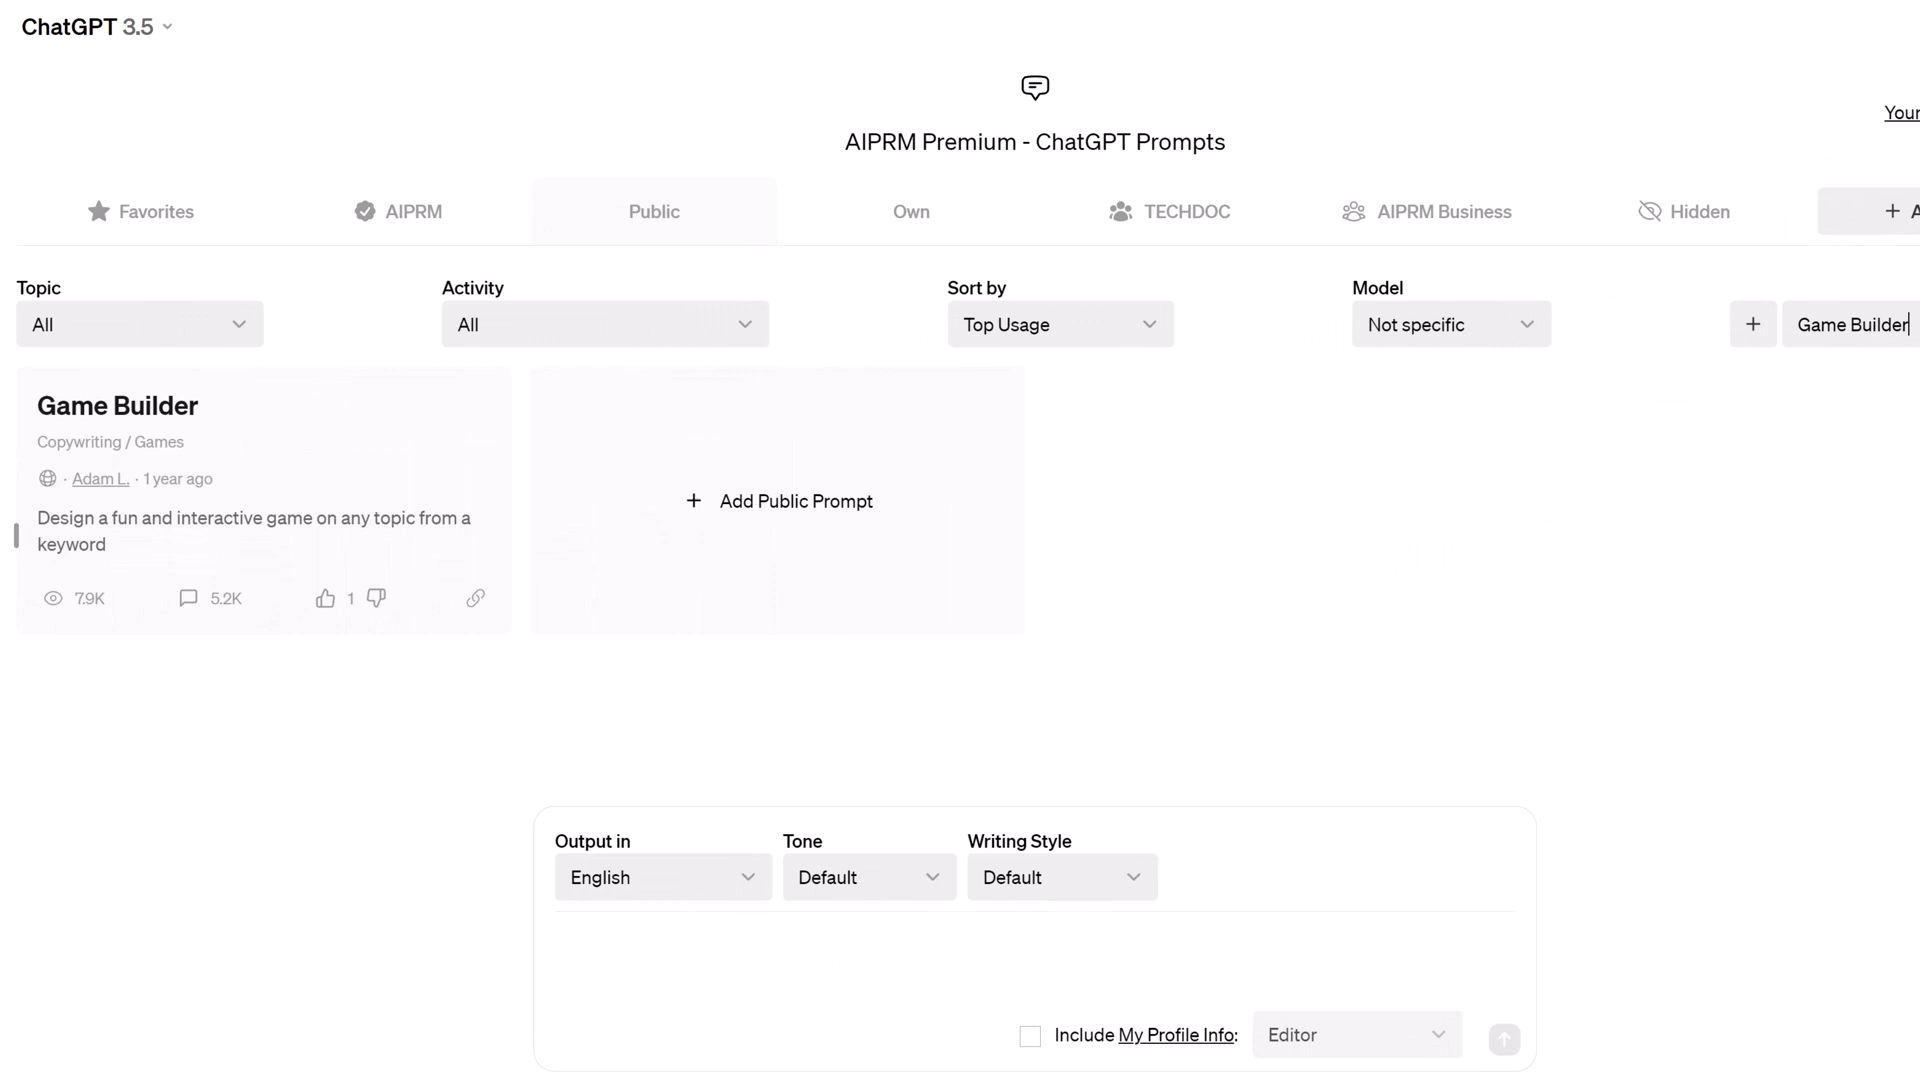 ChatGPT 3.5
Your
AIPRM Premium - ChatGPT Prompts
Favorites
AIPRM
Public
Own
TECHDOC
AIPRM Business
Hidden
+ A
Topic
All
Activity
All
Sort by
Top Usage
Model
Not specific
+
Game Builder
Game Builder
Copywriting / Games
· Adam L. · 1 year ago
Design a fun and interactive game on any topic from a
keyword
7.9K
5.2K
1
+ Add Public Prompt
Output in
English
Tone
Default
Writing Style
Default
Include My Profile Info:
Editor